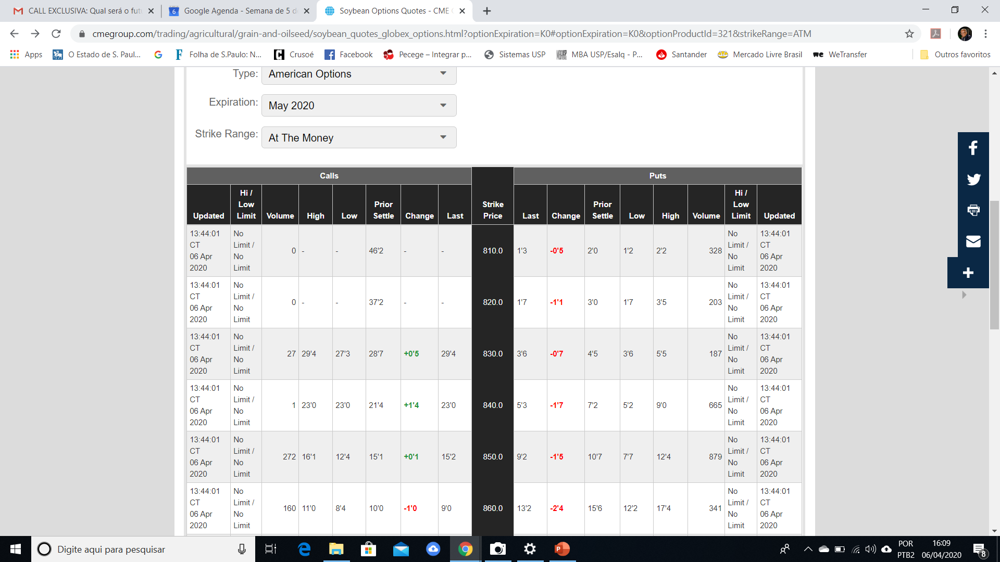 CALL EXCLUSIVA: Qual será o fut
Google Agenda - Semana de 5 d
Soybean Options Quotes - CME
cmegroup.com/trading/agricultural/grain-and-oilseed/soybean_quotes_globex_options.html?optionExpiration=K0#optionExpiration=K0&optionProductId=321&strikeRange=ATM
Apps O Estado de S. Paul... Folha de S.Paulo: N... Crusoé Facebook Pecege – Integrar p... Sistemas USP MBA USP/Esalq - P... Santander Mercado Livre Brasil we WeTransfer Outros favoritos
Type: American Options
Expiration: May 2020
Strike Range: At The Money
Calls Puts
Updated Hi / Low Limit Volume High Low Prior Settle Change Last Strike Price Last Change Prior Settle Low High Volume Hi / Low Limit Updated
13:44:01 CT 06 Apr 2020 No Limit / No Limit 0 - - 46'2 - - 810.0 1'3 -0'5 2'0 1'2 2'2 328 No Limit / No Limit 13:44:01 CT 06 Apr 2020
13:44:01 CT 06 Apr 2020 No Limit / No Limit 0 - - 37'2 - - 820.0 1'7 -1'1 3'0 1'7 3'5 203 No Limit / No Limit 13:44:01 CT 06 Apr 2020
13:44:01 CT 06 Apr 2020 No Limit / No Limit 27 29'4 27'3 28'7 +0'5 29'4 830.0 3'6 -0'7 4'5 3'6 5'5 187 No Limit / No Limit 13:44:01 CT 06 Apr 2020
13:44:01 CT 06 Apr 2020 No Limit / No Limit 1 23'0 23'0 21'4 +1'4 23'0 840.0 5'3 -1'7 7'2 5'2 9'0 665 No Limit / No Limit 13:44:01 CT 06 Apr 2020
13:44:01 CT 06 Apr 2020 No Limit / No Limit 272 16'1 12'4 15'1 +0'1 15'2 850.0 9'2 -1'5 10'7 7'7 12'4 879 No Limit / No Limit 13:44:01 CT 06 Apr 2020
13:44:01 CT 06 Apr 2020 No Limit / No Limit 160 11'0 8'4 10'0 -1'0 9'0 860.0 13'2 -2'4 15'6 12'2 17'4 341 No Limit / No Limit 13:44:01 CT 06 Apr 2020
Digite aqui para pesquisar
POR
PTB2
16:09
06/04/2020
8